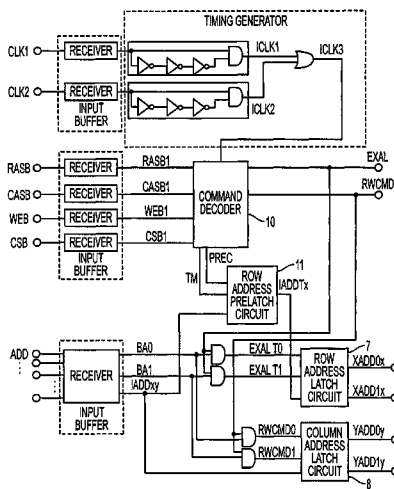 TIMING GENERATOR
CLK1
RECEIVER
ICLK1
ICLK3
CLK2
RECEIVER
INPUT
BUFFER
ICLK2
RASB
RECEIVER
RASB1
EXAL
CASB
RECEIVER
CASB1
COMMAND
DECODER
RWCMD
WEB
RECEIVER
WEB1
CSB
RECEIVER
CSB1
10
INPUT
BUFFER
PREC
TM
11
ROW
ADDRESS
PRELATCH
CIRCUIT
IADDTx
ADD
RECEIVER
BA0
BA1
IADDxy
INPUT
BUFFER
EXAL T0
EXAL T1
7
ROW
ADDRESS
LATCH
CIRCUIT
XADD0x
XADD1x
RWCMD0
RWCMD1
COLUMN
ADDRESS
LATCH
CIRCUIT
YADD0y
YADD1y
8